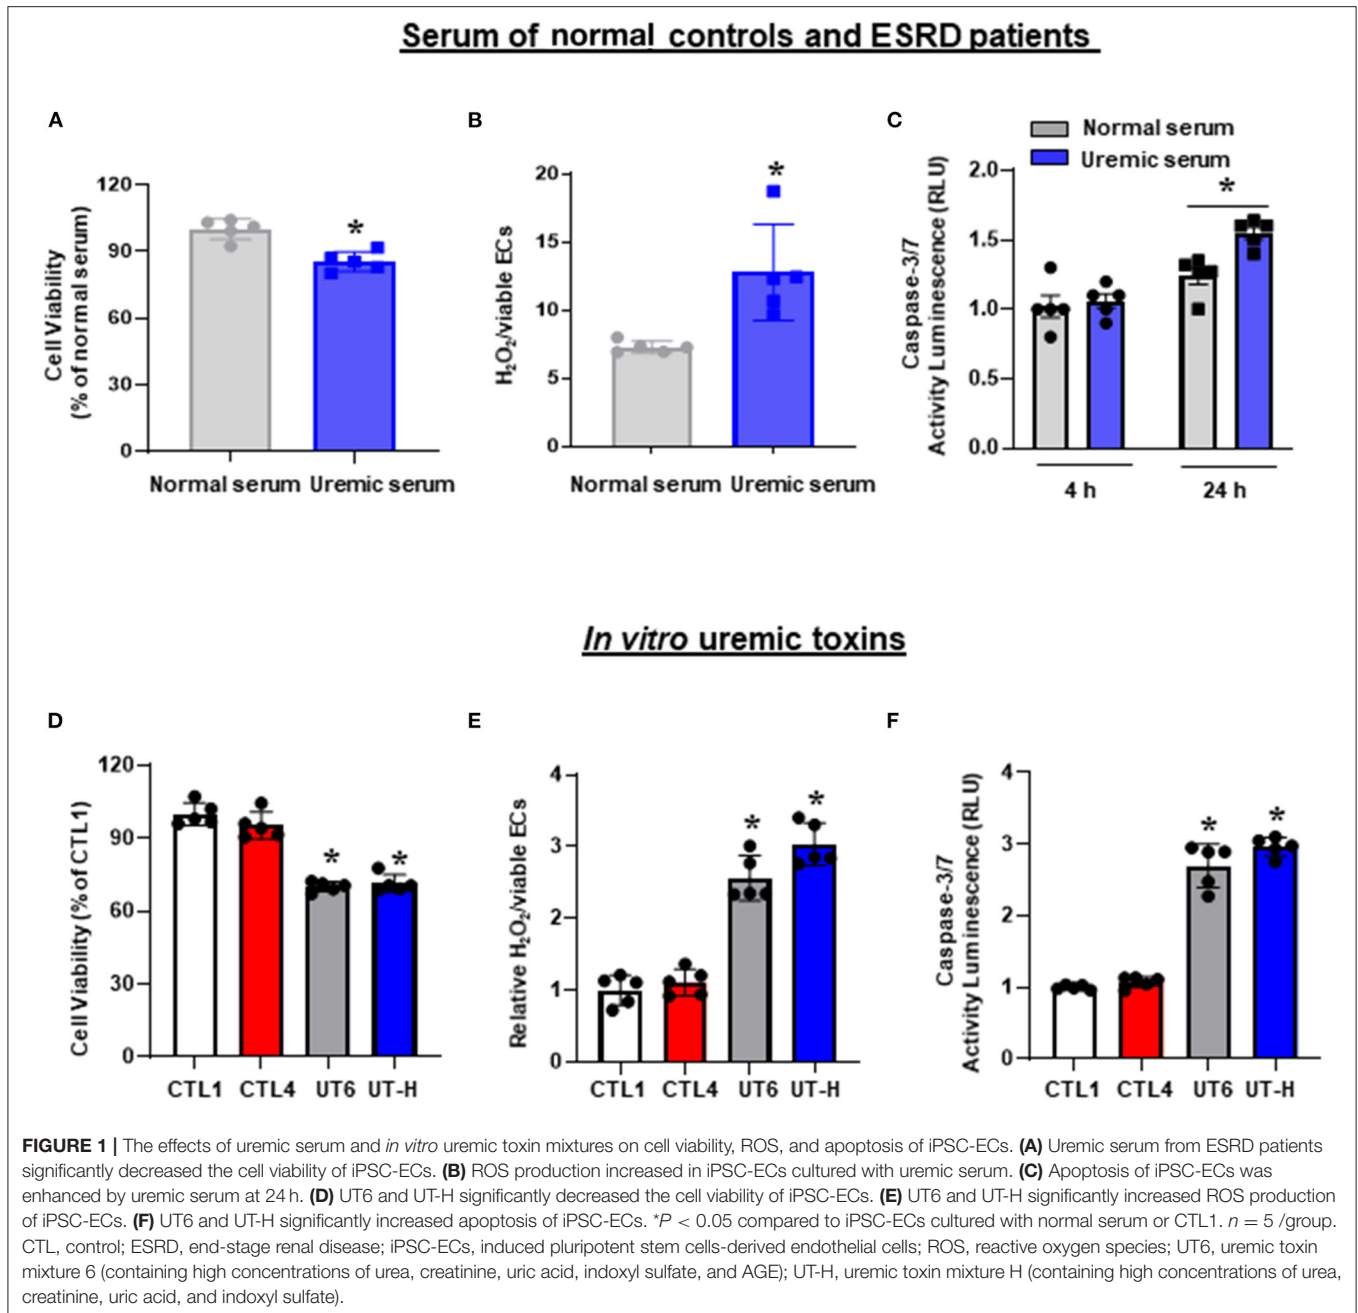 Serum of normal controls and ESRD patients
A
Cell Viability
(% of normal serum)
120
90
60
30
0
*
Normal serum Uremic serum
B
H₂O₂/viable ECs
20
15
10
5
0
*
Normal serum Uremic serum
C
Normal serum
Uremic serum
Caspase-3/7
Activity Luminescence (RLU)
2.0
1.5
1.0
0.5
0.0
*
4 h 24 h
In vitro uremic toxins
D
Cell Viability (% of CTL1)
120
90
60
30
0
* *
CTL1 CTL4 UT6 UT-H
E
Relative H₂O₂/viable ECs
4
3
2
1
0
* *
CTL1 CTL4 UT6 UT-H
F
Caspase-3/7
Activity Luminescence (RLU)
4
3
2
1
0
* *
CTL1 CTL4 UT6 UT-H
FIGURE 1 | The effects of uremic serum and in vitro uremic toxin mixtures on cell viability, ROS, and apoptosis of iPSC-ECs. (A) Uremic serum from ESRD patients
significantly decreased the cell viability of iPSC-ECs. (B) ROS production increased in iPSC-ECs cultured with uremic serum. (C) Apoptosis of iPSC-ECs was
enhanced by uremic serum at 24 h. (D) UT6 and UT-H significantly decreased the cell viability of iPSC-ECs. (E) UT6 and UT-H significantly increased ROS production
of iPSC-ECs. (F) UT6 and UT-H significantly increased apoptosis of iPSC-ECs. *P < 0.05 compared to iPSC-ECs cultured with normal serum or CTL1. n = 5 /group.
CTL, control; ESRD, end-stage renal disease; iPSC-ECs, induced pluripotent stem cells-derived endothelial cells; ROS, reactive oxygen species; UT6, uremic toxin
mixture 6 (containing high concentrations of urea, creatinine, uric acid, indoxyl sulfate, and AGE); UT-H, uremic toxin mixture H (containing high concentrations of urea,
creatinine, uric acid, and indoxyl sulfate).